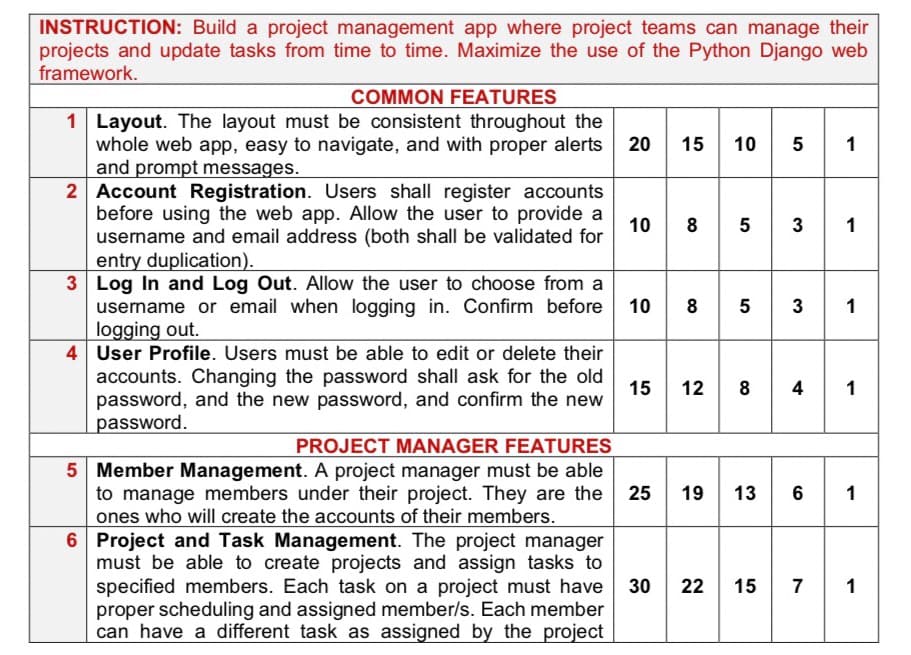 INSTRUCTION: Build a project management app where project teams can manage their
projects and update tasks from time to time. Maximize the use of the Python Django web
framework.
COMMON FEATURES
1 Layout. The layout must be consistent throughout the
whole web app, easy to navigate, and with proper alerts 20 15 10 5 1
and prompt messages.
2 Account Registration. Users shall register accounts
before using the web app. Allow the user to provide a
username and email address (both shall be validated for 10 8 5 3 1
entry duplication).
3 Log In and Log Out. Allow the user to choose from a
username or email when logging in. Confirm before 10 8 5 3 1
logging out.
4 User Profile. Users must be able to edit or delete their
accounts. Changing the password shall ask for the old
password, and the new password, and confirm the new 15 12 8 4 1
password.
PROJECT MANAGER FEATURES
5 Member Management. A project manager must be able
to manage members under their project. They are the 25 19 13 6 1
ones who will create the accounts of their members.
6 Project and Task Management. The project manager
must be able to create projects and assign tasks to
specified members. Each task on a project must have 30 22 15 7 1
proper scheduling and assigned member/s. Each member
can have a different task as assigned by the project